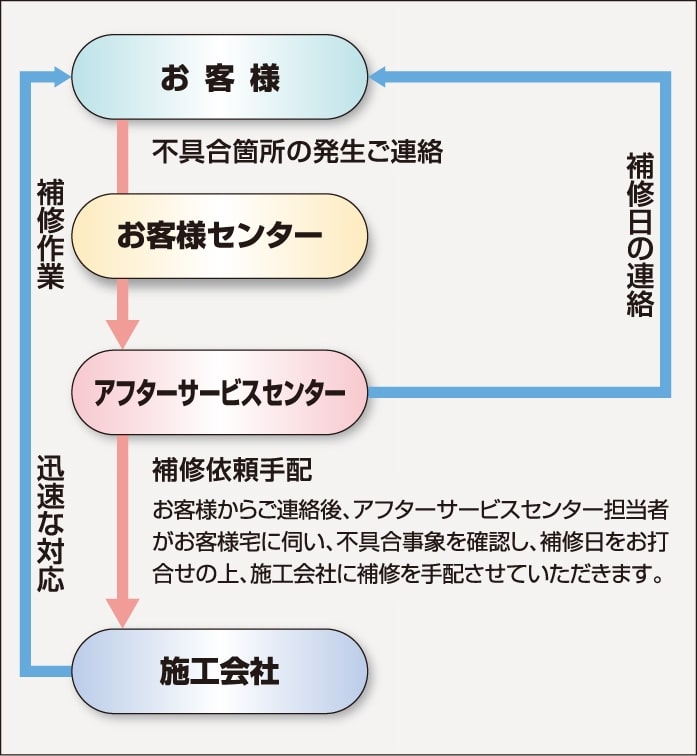 お客様
不具合箇所の発生ご連絡
お客様センター
アフターサービスセンター
補修日の連絡
補修依頼手配
お客様からご連絡後、アフターサービスセンター担当者
がお客様宅に伺い、不具合事象を確認し、補修日をお打
合せの上、施工会社に補修を手配させていただきます。
施工会社
迅速な対応
補修作業